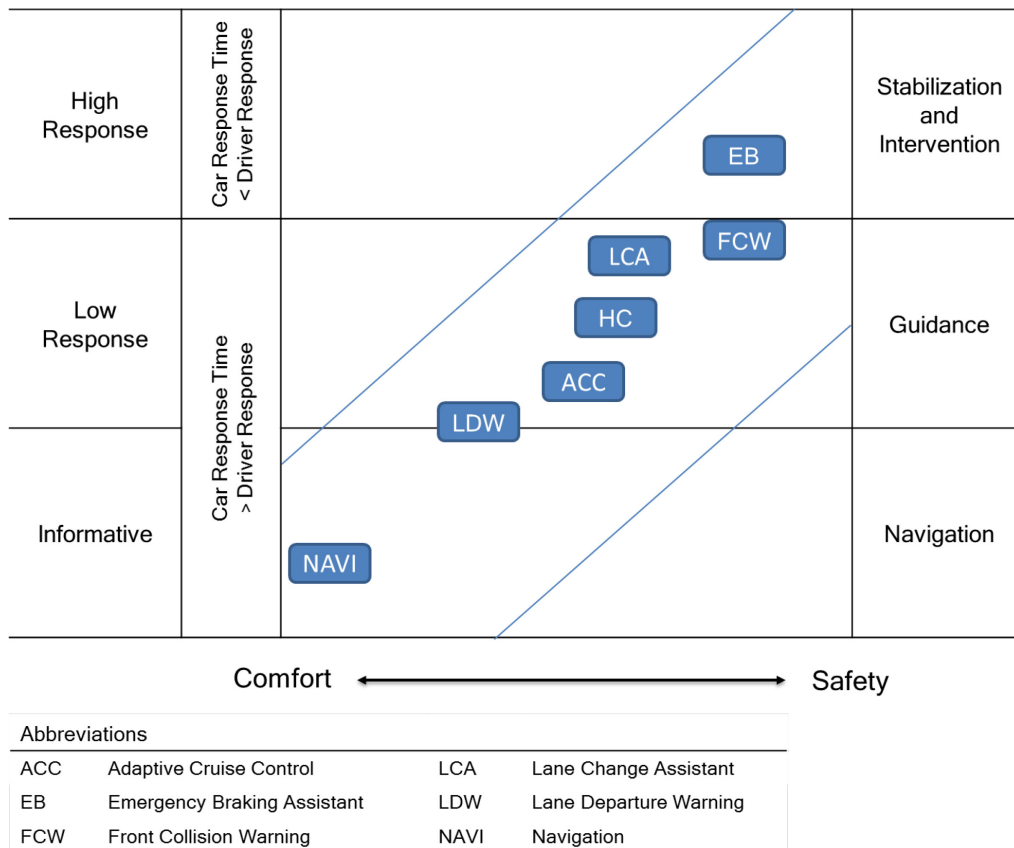 High
Response
Car Response Time
< Driver Response
Stabilization
and
Intervention
EB
FCW
LCA
Low
Response
HC
Guidance
ACC
LDW
Car Response Time
> Driver Response
Informative
NAVI
Navigation
Comfort
Safety
Abbreviations
ACC Adaptive Cruise Control LCA Lane Change Assistant
EB Emergency Braking Assistant LDW Lane Departure Warning
FCW Front Collision Warning NAVI Navigation